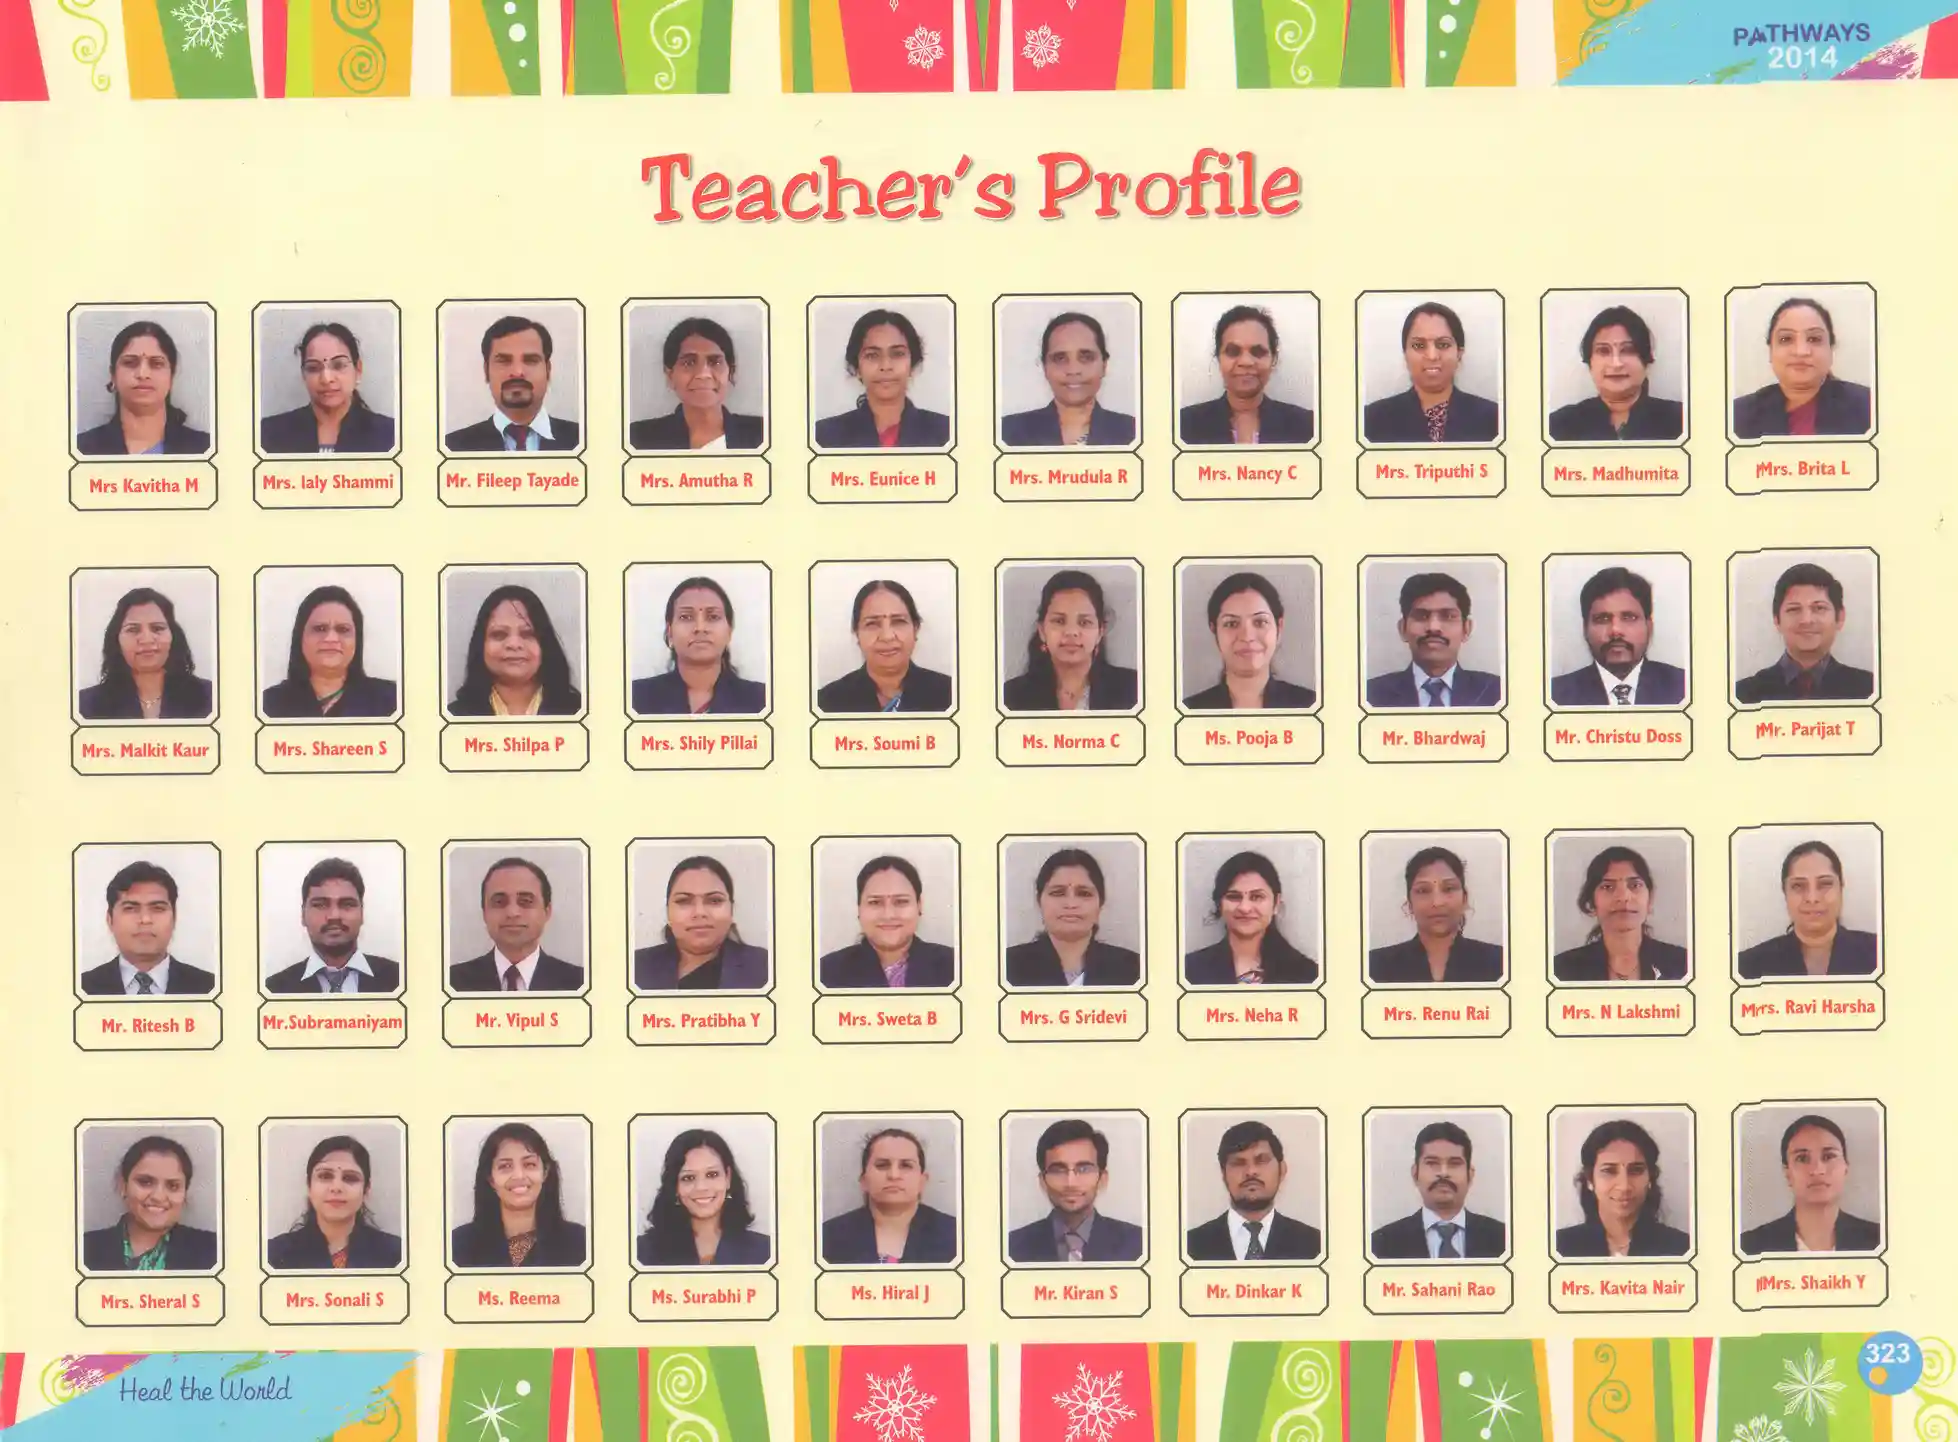 PATHWAYS
2014
Teacher's Profile
Mrs Kavitha M
Mrs. laly Shammi
Mr. Fileep Tayade
Mrs. Amutha R
Mrs. Eunice H
Mrs. Mrudula R
Mrs. Nancy C
Mrs. Triputhi S
Mrs. Madhumita
Mrs. Brita L
Mrs. Malkit Kaur
Mrs. Shareen S
Mrs. Shilpa P
Mrs. Shily Pillai
Mrs. Soumi B
Ms. Norma C
Ms. Pooja B
Mr. Bhardwaj
Mr. Christu Doss
Mr. Parijat T
Mr. Ritesh B
Mr.Subramaniyam
Mr. Vipul S
Mrs. Pratibha Y
Mrs. Sweta B
Mrs. G Sridevi
Mrs. Neha R
Mrs. Renu Rai
Mrs. N Lakshmi
Mrs. Ravi Harsha
Mrs. Sheral S
Mrs. Sonali S
Ms. Reema
Ms. Surabhi P
Ms. Hiral J
Mr. Kiran S
Mr. Dinkar K
Mr. Sahani Rao
Mrs. Kavita Nair
Mrs. Shaikh Y
Heal the World
323